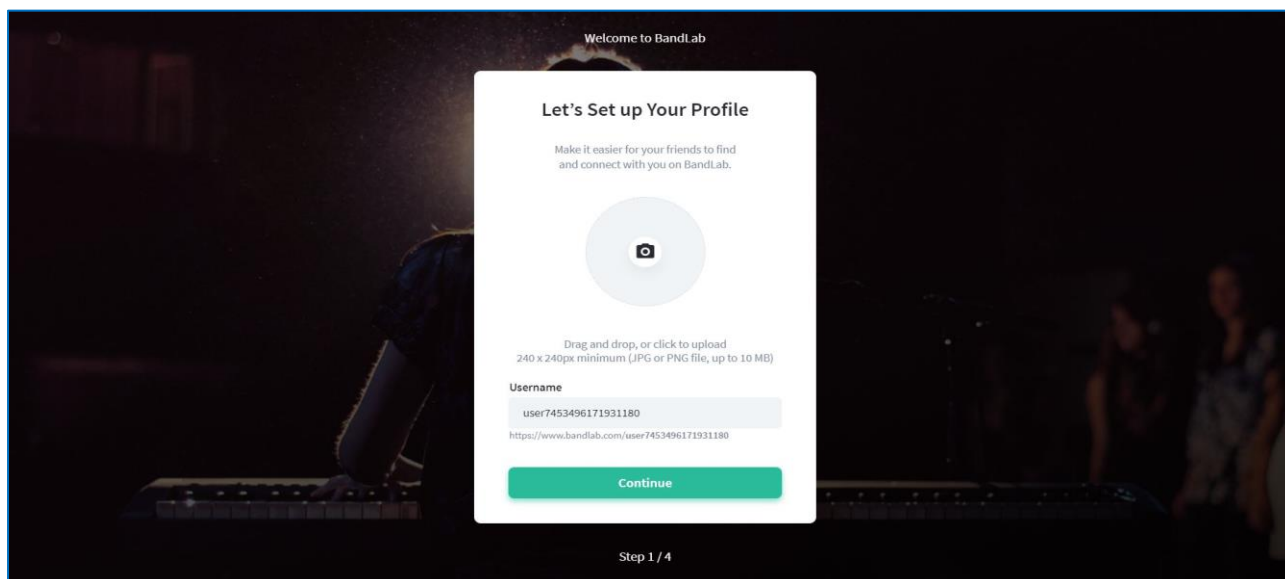 Welcome to BandLab
Let’s Set up Your Profile
Make it easier for your friends to find
and connect with you on BandLab.
Drag and drop, or click to upload
240 x 240px minimum (JPG or PNG file, up to 10 MB)
Username
user7453496171931180
https://www.bandlab.com/user7453496171931180
Continue
Step 1 / 4